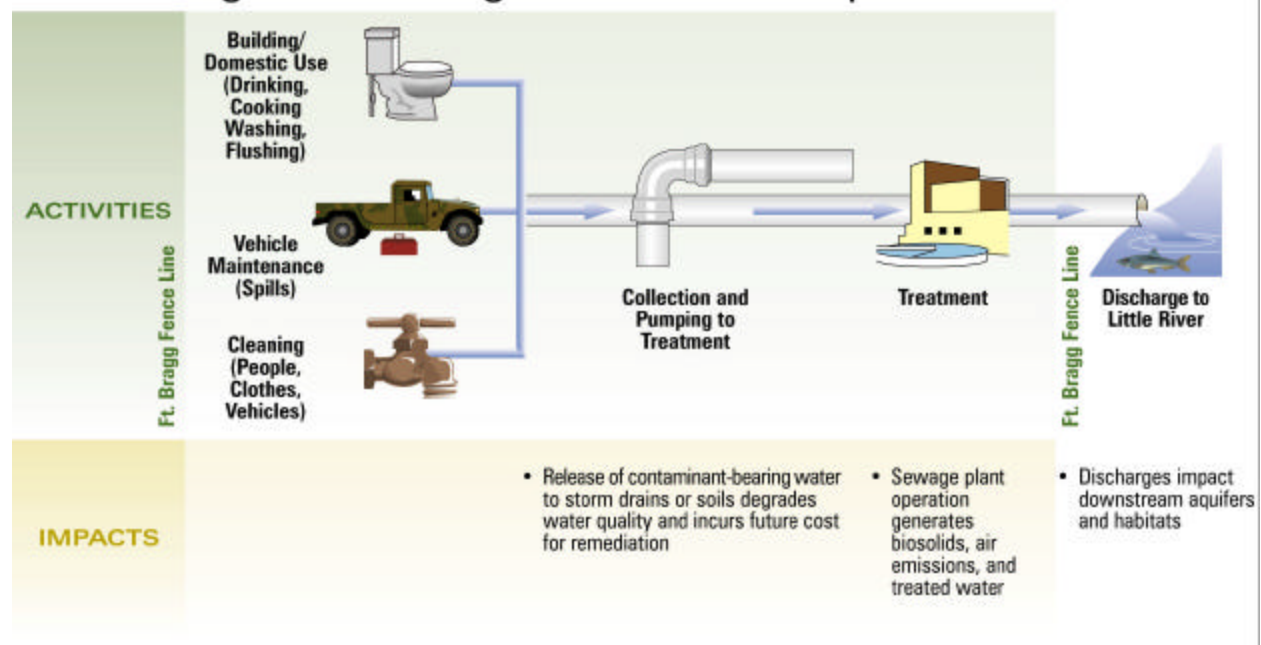 Building/
Domestic Use
(Drinking,
Cooking
Washing,
Flushing)
ACTIVITIES
Ft. Bragg Fence Line
Vehicle
Maintenance
(Spills)
Cleaning
(People,
Clothes,
Vehicles)
Collection and
Pumping to
Treatment
Treatment
Ft. Bragg Fence Line
Discharge to
Little River
IMPACTS
• Release of contaminant-bearing water
to storm drains or soils degrades
water quality and incurs future cost
for remediation
• Sewage plant
operation
generates
biosolids, air
emissions, and
treated water
• Discharges impact
downstream aquifers
and habitats